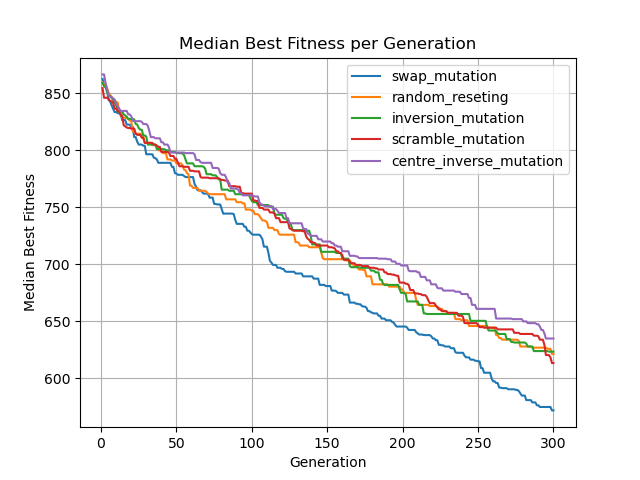 Median Best Fitness per Generation
swap_mutation
random_reseting
inversion_mutation
scramble_mutation
centre_inverse_mutation
Median Best Fitness
850
800
750
700
650
600
0 50 100 150 200 250 300
Generation